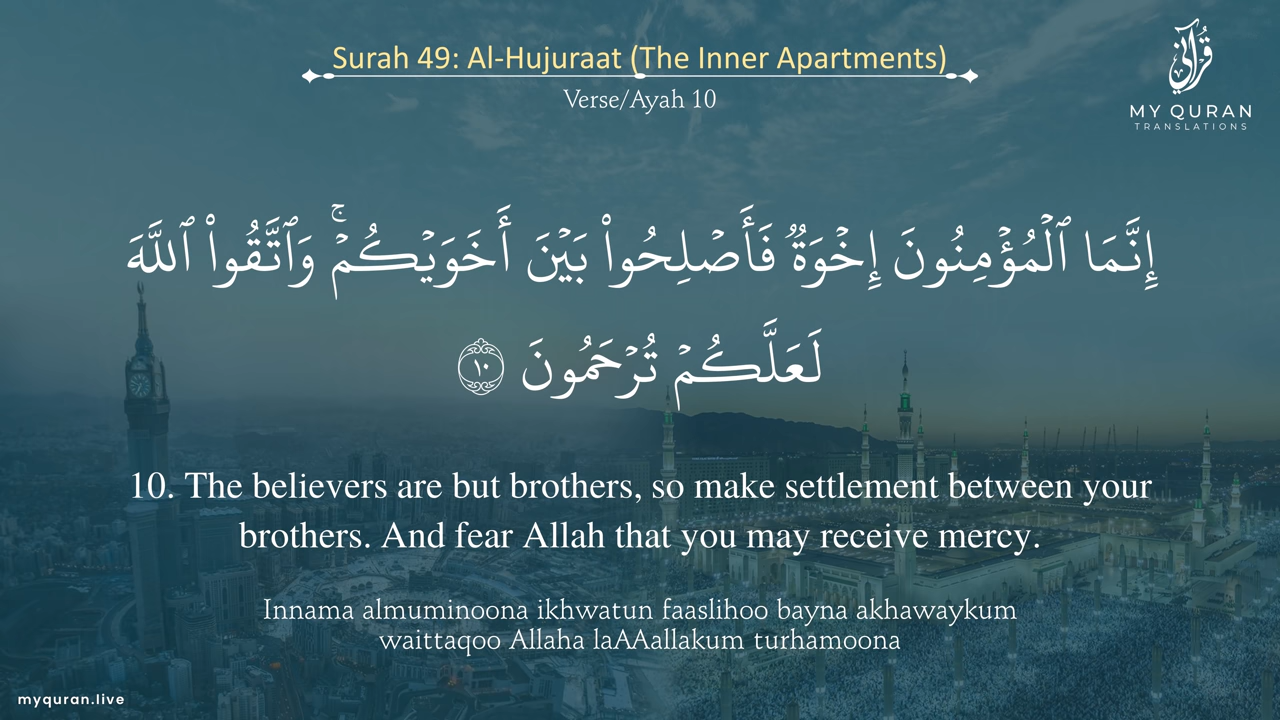 Surah 49: Al-Hujuraat (The Inner Apartments)
Verse/Ayah 10
قرآني
MY QURAN
TRANSLATIONS
إِنَّمَا ٱلْمُؤْمِنُونَ إِخْوَةٌ فَأَصْلِحُوا۟ بَيْنَ أَخَوَيْكُمْ ۚ وَٱتَّقُوا۟ ٱللَّهَ
لَعَلَّكُمْ تُرْحَمُونَ ١٠
10. The believers are but brothers, so make settlement between your
brothers. And fear Allah that you may receive mercy.
Innama almuminoona ikhwatun faaslihoo bayna akhawaykum
waittaqoo Allaha laAAallakum turhamoona
myquran.live